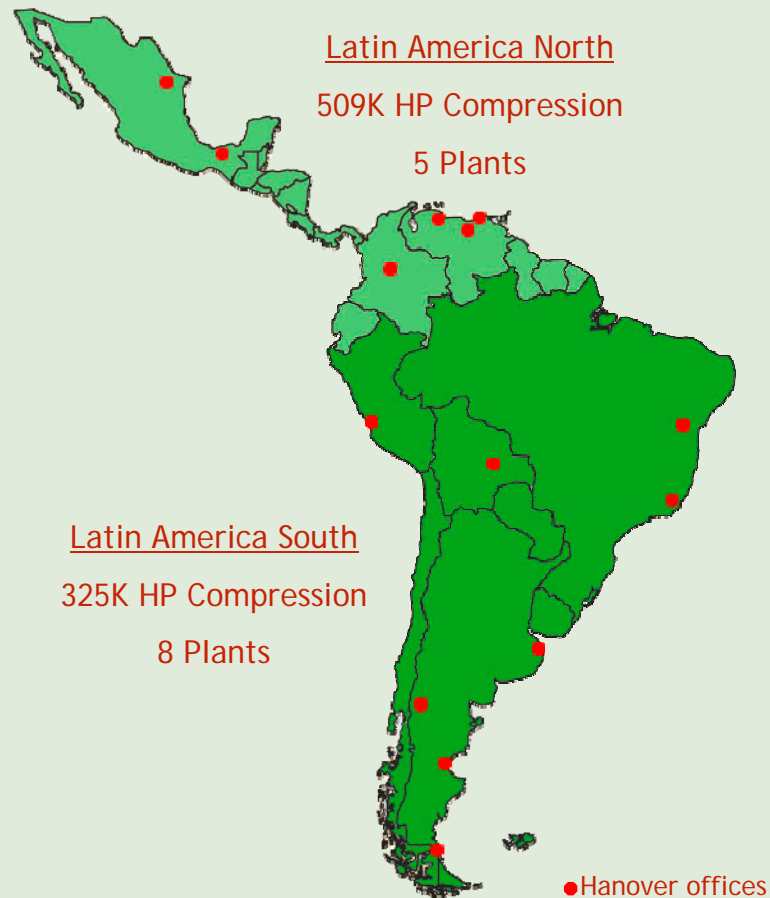 Latin America North
509K HP Compression
5 Plants
Latin America South
325K HP Compression
8 Plants
Hanover offices